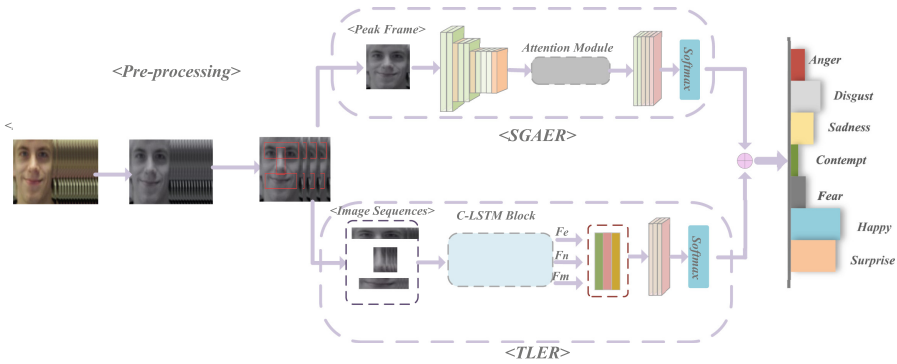 <Peak Frame>
Attention Module
Softmax
<Pre-processing>
<SGAER>
<
<Image Sequences>
C-LSTM Block
Fe
Fn
Fm
Softmax
<TLER>
Anger
Disgust
Sadness
Contempt
Fear
Happy
Surprise